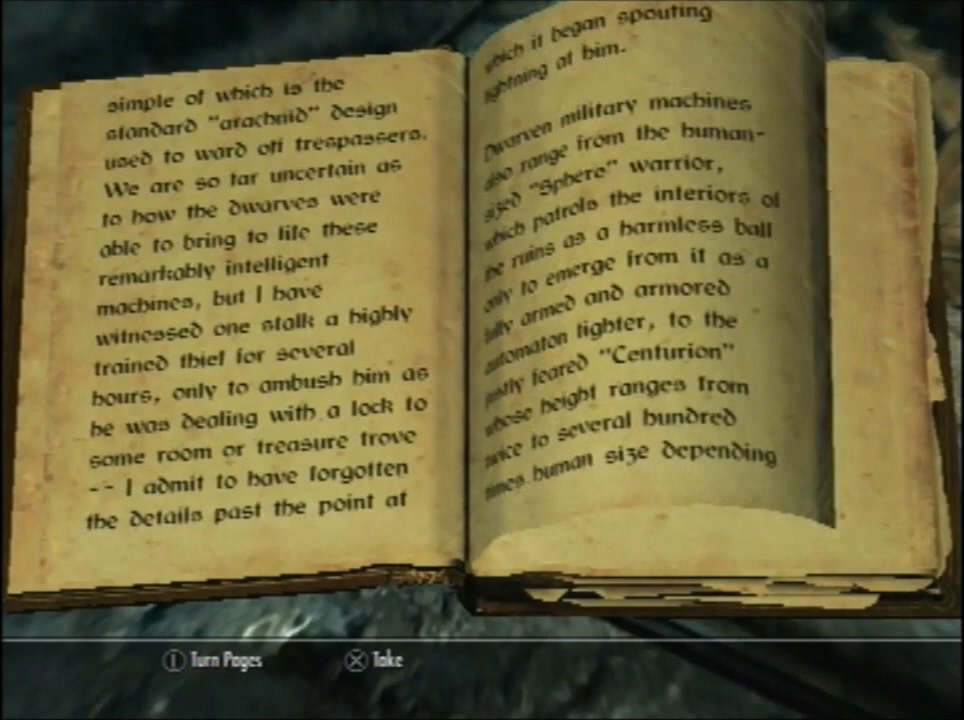 simple of which is the
standard "arachnid" design
used to ward off trespassers.
We are so far uncertain as
to how the dwarves were
able to bring to life these
remarkably intelligent
machines, but I have
witnessed one stalk a highly
trained thief for several
hours, only to ambush him as
he was dealing with a lock to
some room or treasure trove
-- I admit to have forgotten
the details past the point at
which it began spouting
lightning at him.
Dwarven military machines
also range from the human-
sized "Sphere" warrior,
which patrols the interiors of
the ruins as a harmless ball
only to emerge from it as a
fully armed and armored
automaton fighter, to the
justly feared "Centurion"
whose height ranges from
twice to several hundred
times human size depending
Turn Pages
Take